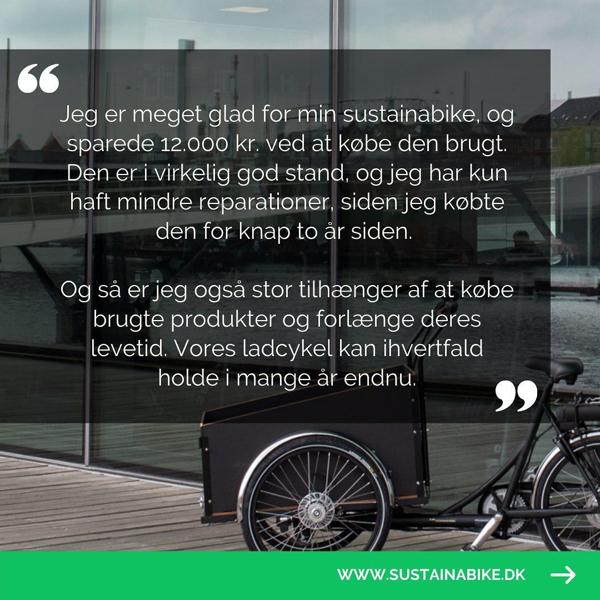 “
Jeg er meget glad for min sustainabike, og
sparede 12.000 kr. ved at købe den brugt.
Den er i virkelig god stand, og jeg har kun
haft mindre reparationer, siden jeg købte
den for knap to år siden.
Og så er jeg også stor tilhænger af at købe
brugte produkter og forlænge deres
levetid. Vores ladcykel kan ihvertfald
holde i mange år endnu.
”
WWW.SUSTAINABIKE.DK →